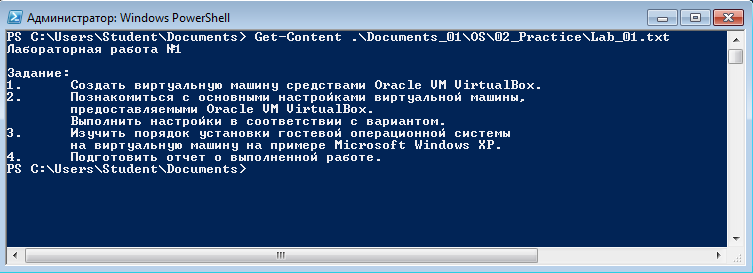 Администратор: Windows PowerShell
PS C:\Users\Student\Documents> Get-Content .\Documents_01\OS\02_Practice\Lab_01.txt
Лабораторная работа №1
Задание:
1. Создать виртуальную машину средствами Oracle VM VirtualBox.
2. Познакомиться с основными настройками виртуальной машины,
предоставляемыми Oracle VM VirtualBox.
Выполнить настройки в соответствии с вариантом.
3. Изучить порядок установки гостевой операционной системы
на виртуальную машину на примере Microsoft Windows XP.
4. Подготовить отчет о выполненной работе.
PS C:\Users\Student\Documents>